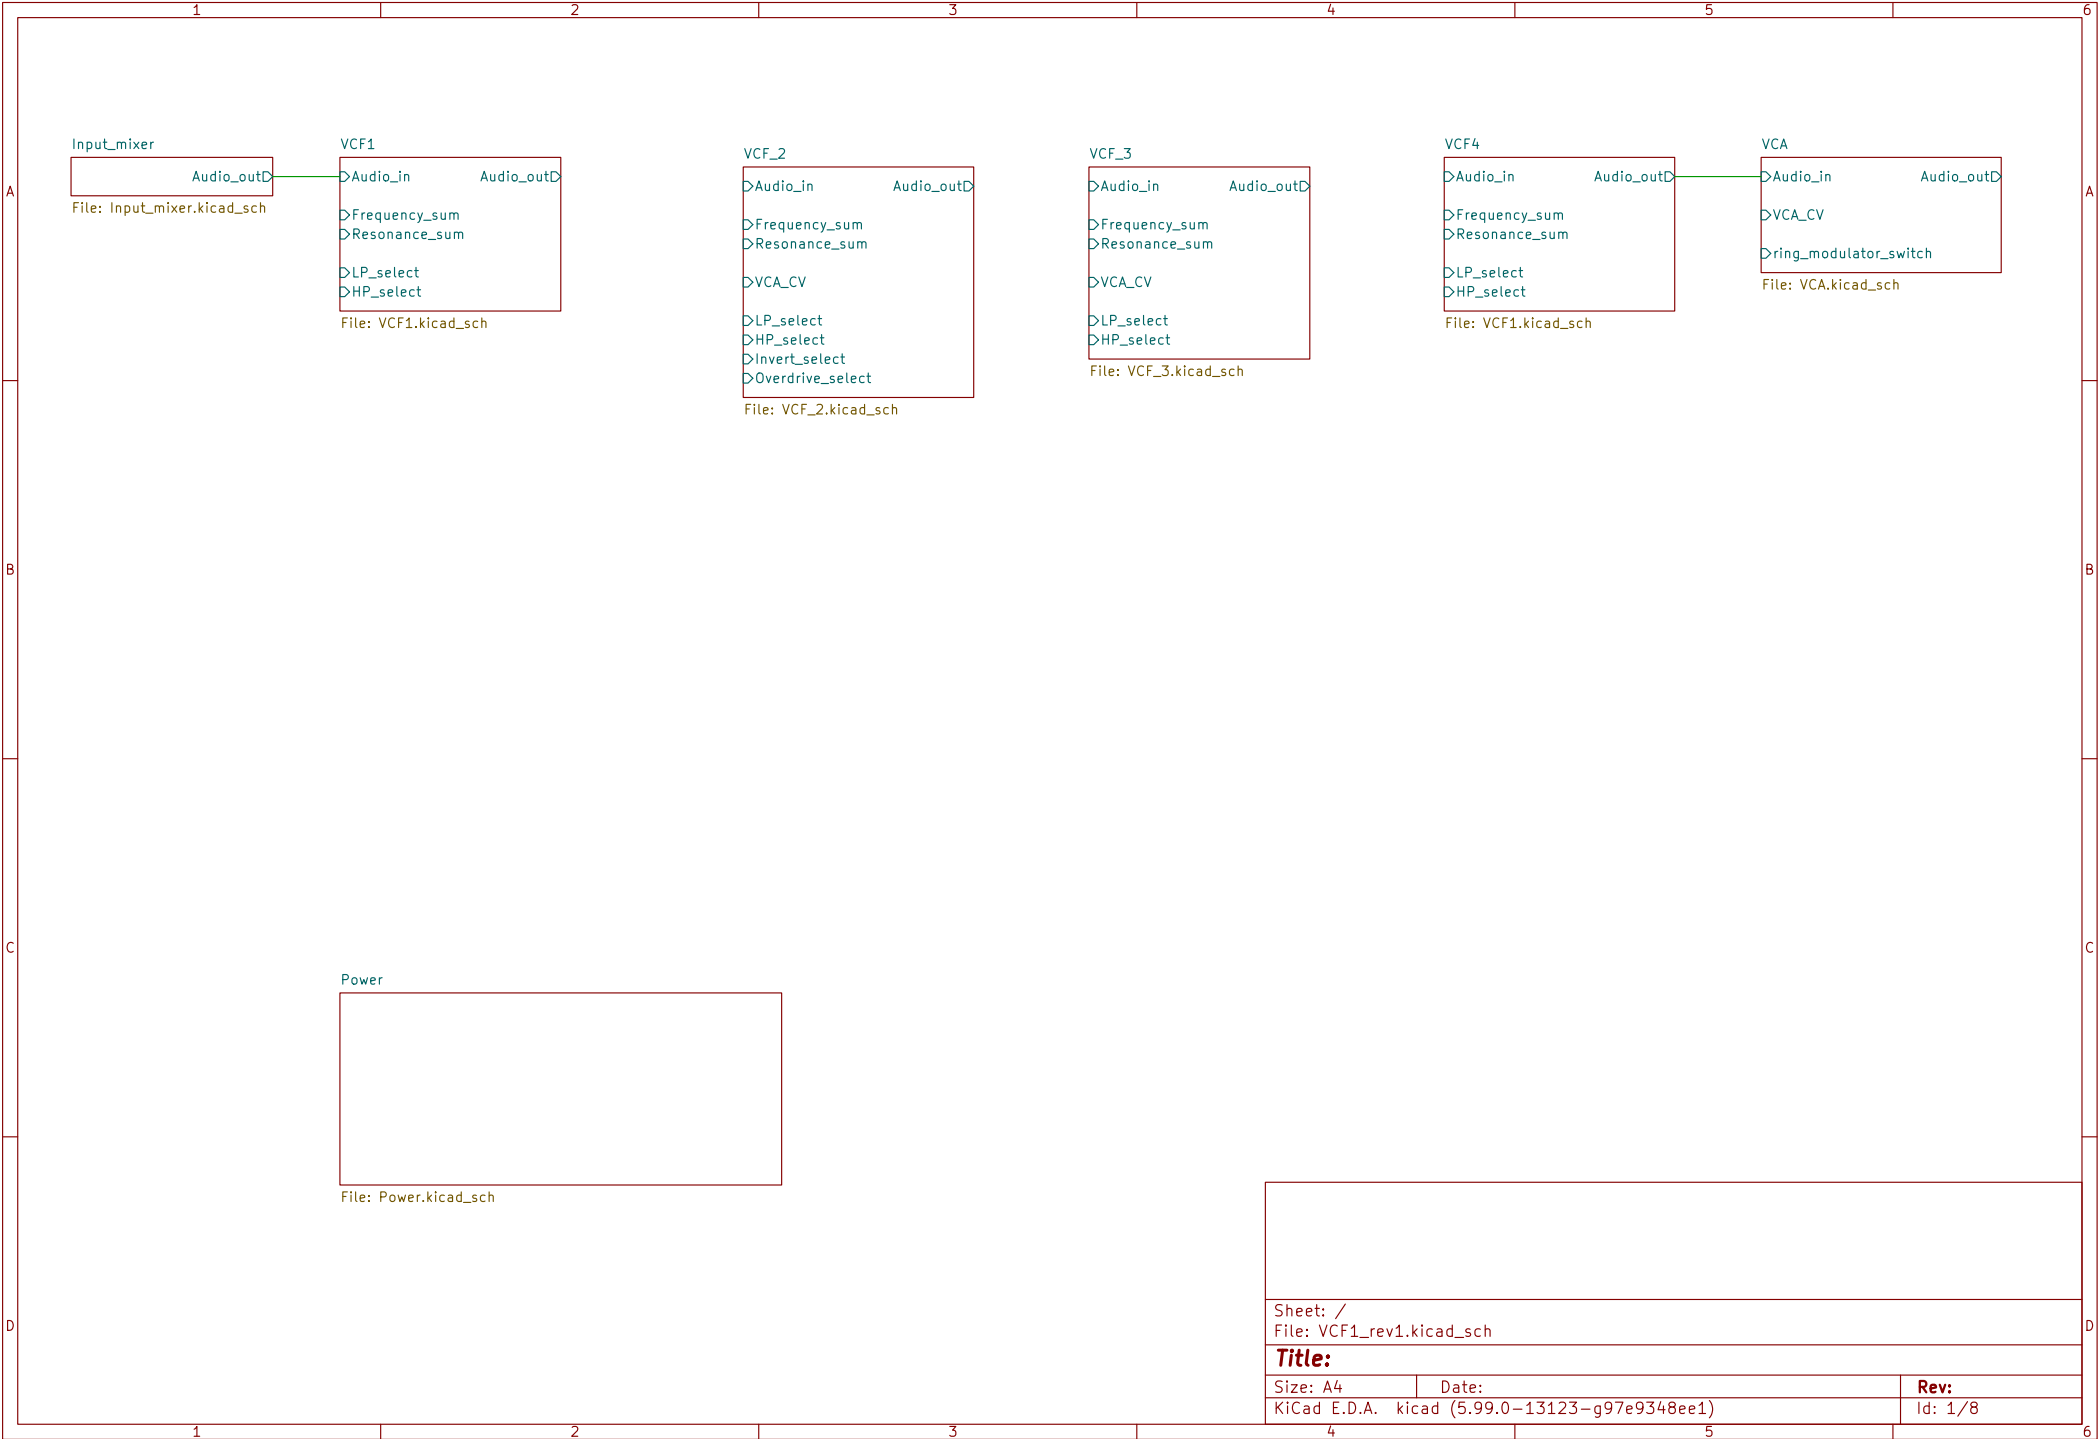 1 2 3 4 5 6
A A
B B
C C
D D
Input_mixer
Audio_out
File: Input_mixer.kicad_sch
VCF1
Audio_in Audio_out
Frequency_sum
Resonance_sum
LP_select
HP_select
File: VCF1.kicad_sch
VCF_2
Audio_in Audio_out
Frequency_sum
Resonance_sum
VCA_CV
LP_select
HP_select
Invert_select
Overdrive_select
File: VCF_2.kicad_sch
VCF_3
Audio_in Audio_out
Frequency_sum
Resonance_sum
VCA_CV
LP_select
HP_select
File: VCF_3.kicad_sch
VCF4
Audio_in Audio_out
Frequency_sum
Resonance_sum
LP_select
HP_select
File: VCF1.kicad_sch
VCA
Audio_in Audio_out
VCA_CV
ring_modulator_switch
File: VCA.kicad_sch
Power
File: Power.kicad_sch
Sheet: /
File: VCF1_rev1.kicad_sch
Title:
Size: A4 Date: Rev:
KiCad E.D.A. kicad (5.99.0-13123-g97e9348ee1) Id: 1/8
1 2 3 4 5 6